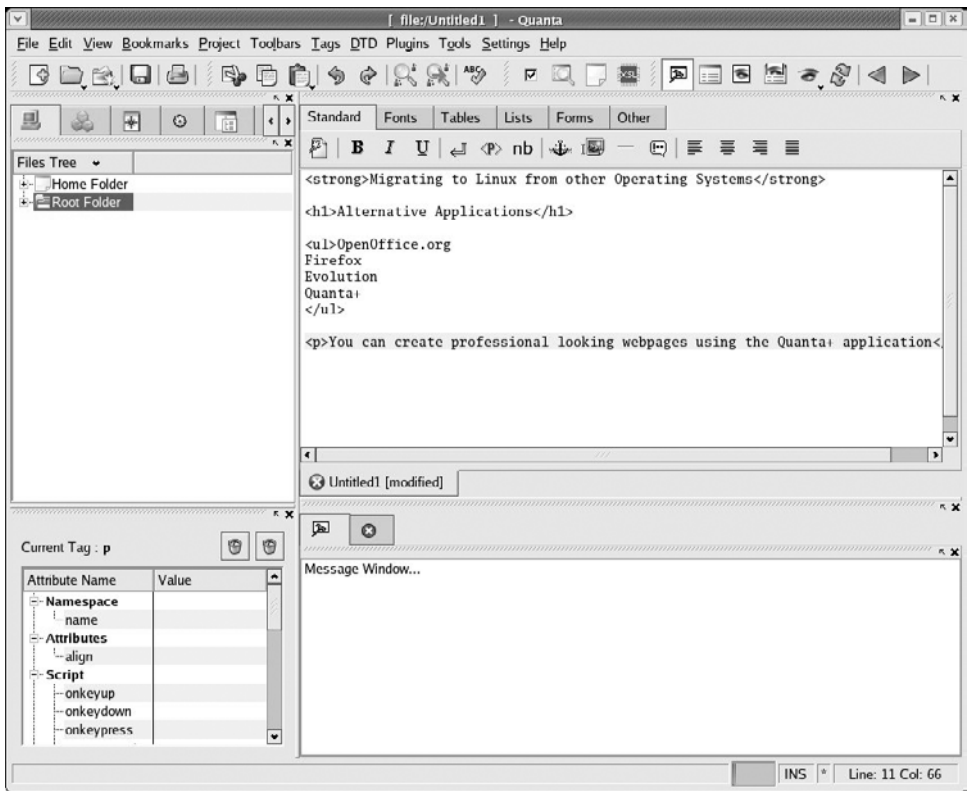 [ file:/Untitled1 ] - Quanta
File Edit View Bookmarks Project Toolbars Tags DTD Plugins Tools Settings Help
ABC
XSL
Standard Fonts Tables Lists Forms Other
B I U <P> nb
Files Tree
Home Folder
Root Folder
<strong>Migrating to Linux from other Operating Systems</strong>
<h1>Alternative Applications</h1>
<ul>OpenOffice.org
Firefox
Evolution
Quanta+
</ul>
<p>You can create professional looking webpages using the Quanta+ application<
Untitled1 [modified]
Current Tag : p
Attribute Name Value
Namespace
name
Attributes
align
Script
onkeyup
onkeydown
onkeypress
Message Window...
INS * Line: 11 Col: 66